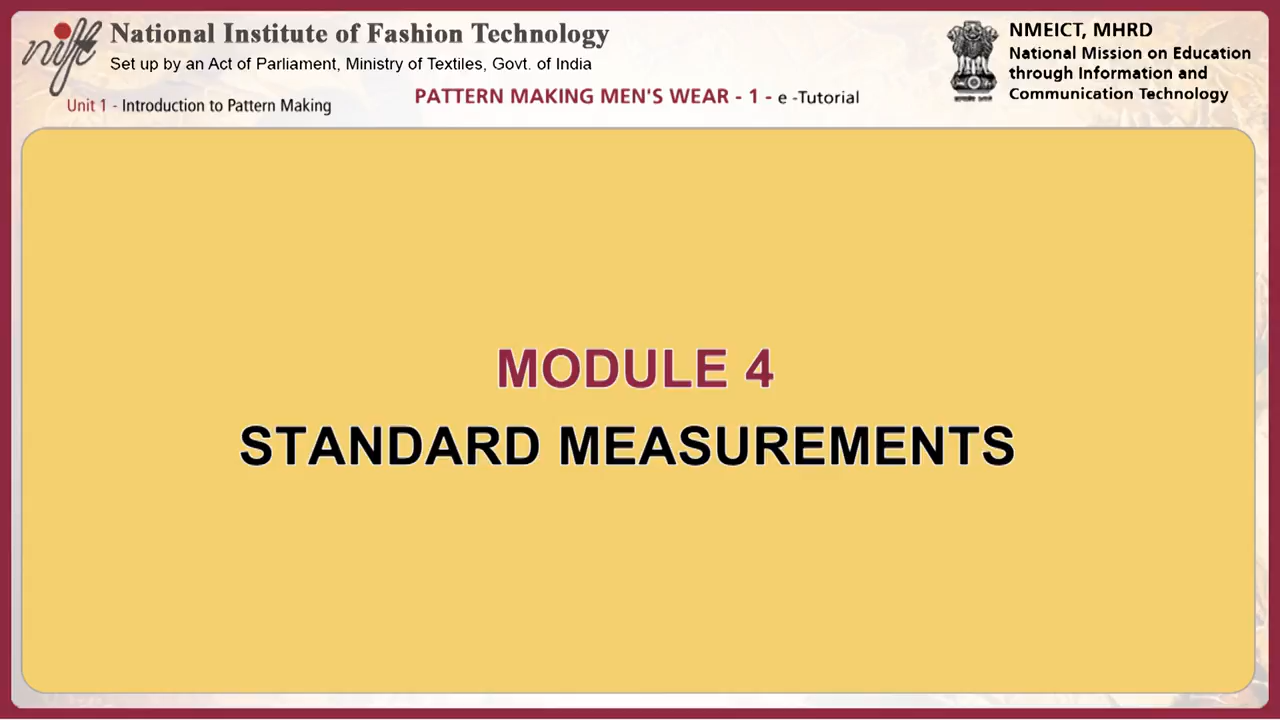 nift
National Institute of Fashion Technology
Set up by an Act of Parliament, Ministry of Textiles, Govt. of India
Unit 1 - Introduction to Pattern Making
PATTERN MAKING MEN'S WEAR - 1 - e -Tutorial
NMEICT, MHRD
National Mission on Education
through Information and
Communication Technology
MODULE 4
STANDARD MEASUREMENTS